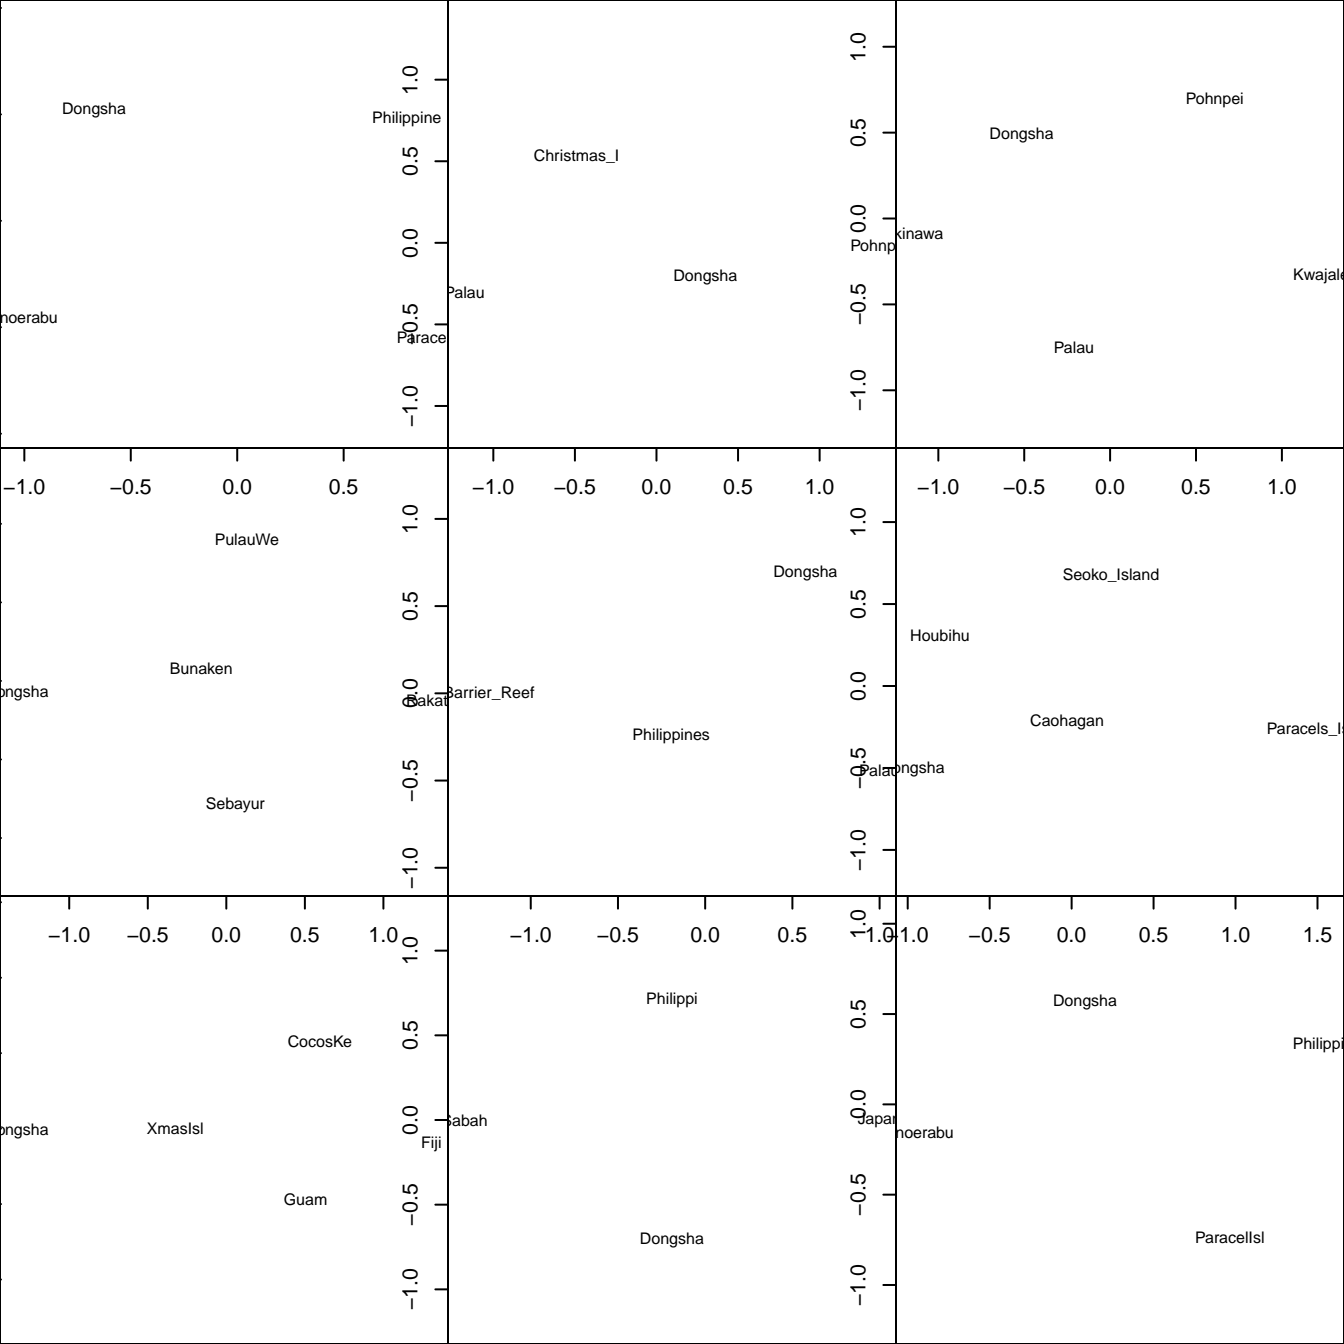 Dongsha
Philippine
noerabu
Parace
1.0
0.5
0.0
−0.5
−1.0
Christmas_I
Palau
Dongsha
Pohnp
1.0
0.5
0.0
−0.5
−1.0
Pohnpei
Dongsha
kinawa
Kwajale
Palau
−1.0 −0.5 0.0 0.5
−1.0 −0.5 0.0 0.5 1.0
−1.0 −0.5 0.0 0.5 1.0
PulauWe
Bunaken
ongsha
Rakat
Sebayur
1.0
0.5
0.0
−0.5
−1.0
Dongsha
Barrier_Reef
Philippines
Palau
1.0
0.5
0.0
−0.5
−1.0
Seoko_Island
Houbihu
Caohagan
Paracels_Is
ongsha
−1.0 −0.5 0.0 0.5 1.0
−1.0 −0.5 0.0 0.5 1.0
−1.0 −0.5 0.0 0.5 1.0 1.5
CocosKe
ongsha
XmasIsl
Fiji
Guam
1.0
0.5
0.0
−0.5
−1.0
Philippi
Sabah
Japan
Dongsha
1.0
0.5
0.0
−0.5
−1.0
Dongsha
Philippi
noerabu
ParacelIsl